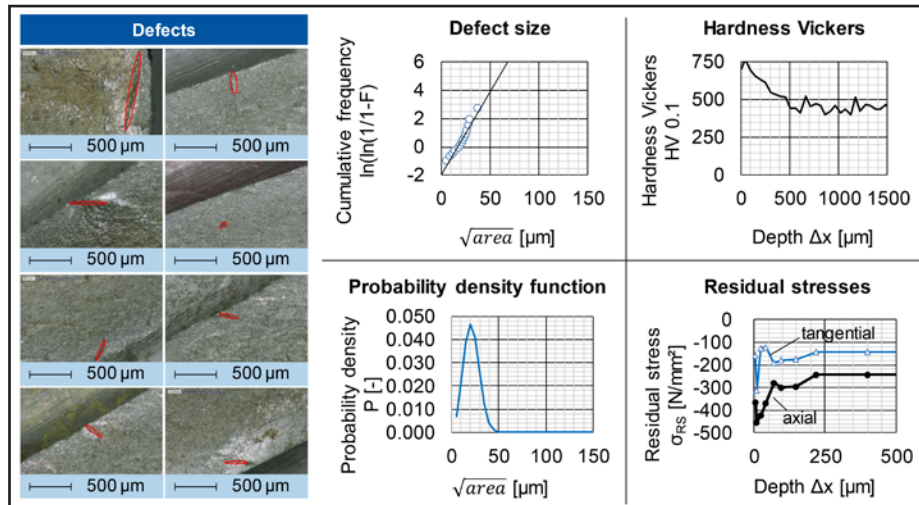 Defects
500 µm
500 µm
500 µm
500 µm
500 µm
500 µm
500 µm
500 µm
Defect size
Cumulative frequency
ln(ln(1/1-F)
6
4
2
0
-2
0
50
100
150
√area [µm]
Hardness Vickers
Hardness Vickers
HV 0.1
750
500
250
0
0
500
1000
1500
Depth Δx [µm]
Probability density function
Probability density
P [-]
0.050
0.040
0.030
0.020
0.010
0.000
0
50
100
150
√area [µm]
Residual stresses
Residual stress
σRS [N/mm²]
0
-100
-200
-300
-400
-500
tangential
axial
0
250
500
Depth Δx [µm]